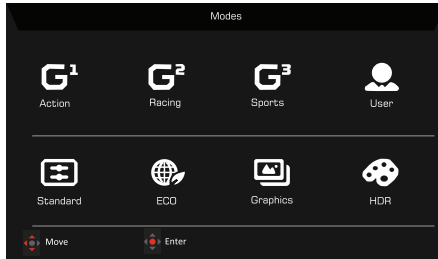 Modes
G¹ G² G³
Action Racing Sports User
Standard ECO Graphics HDR
Move Enter